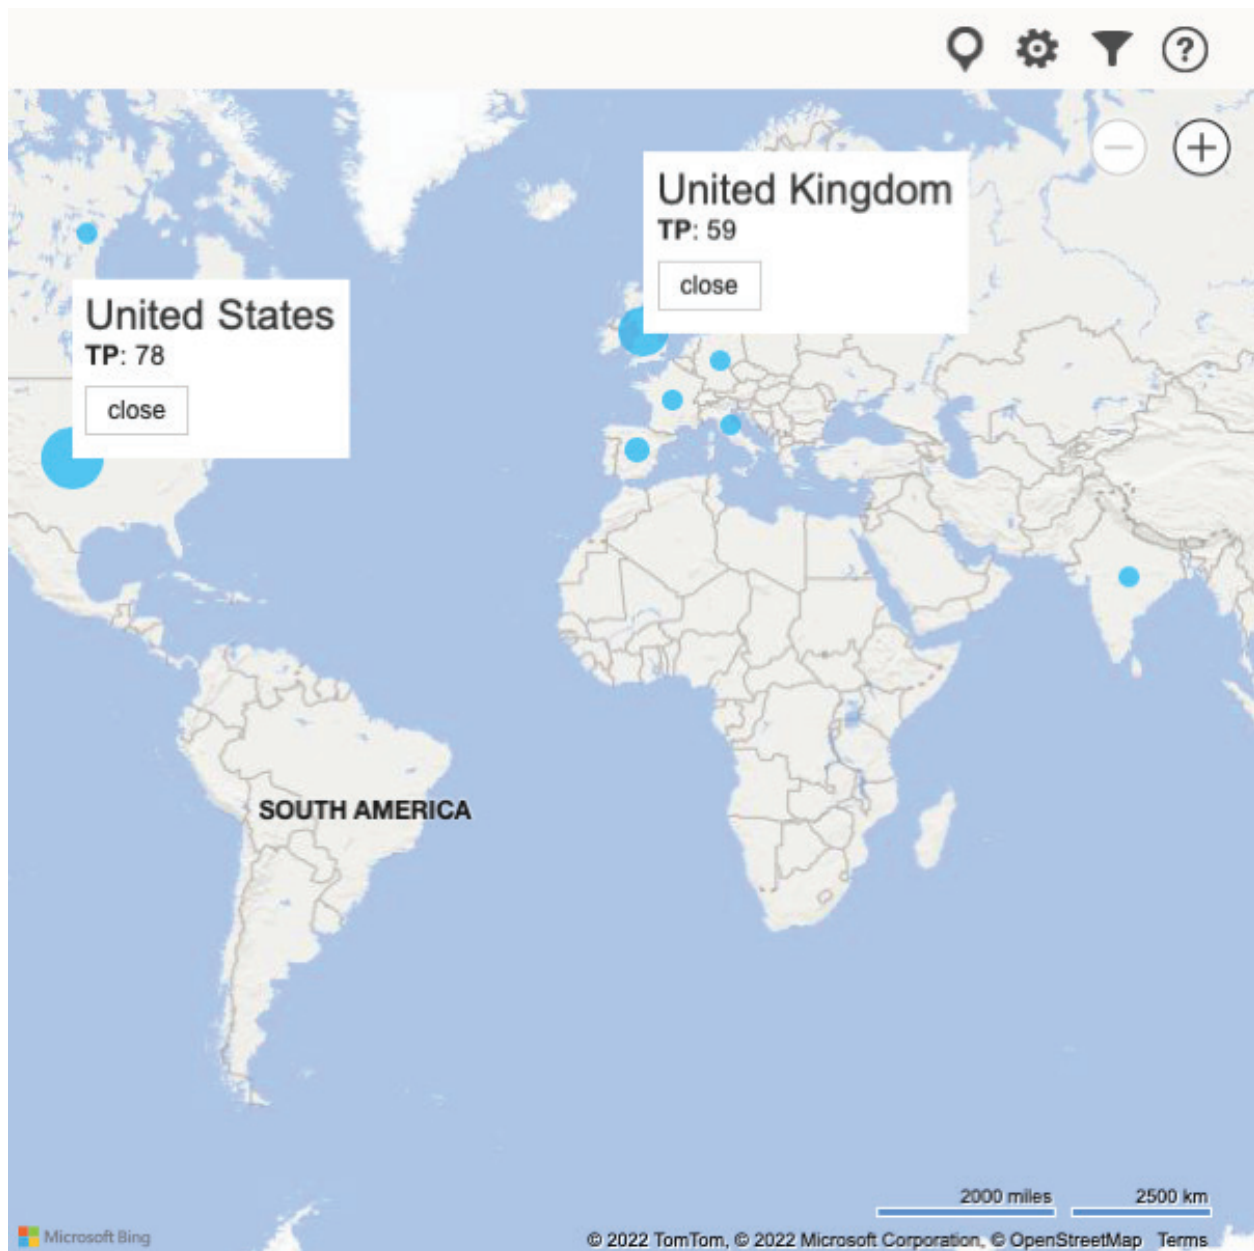 ?
United Kingdom
TP: 59
close
United States
TP: 78
close
SOUTH AMERICA
2000 miles 2500 km
Microsoft Bing
© 2022 TomTom, © 2022 Microsoft Corporation, © OpenStreetMap Terms